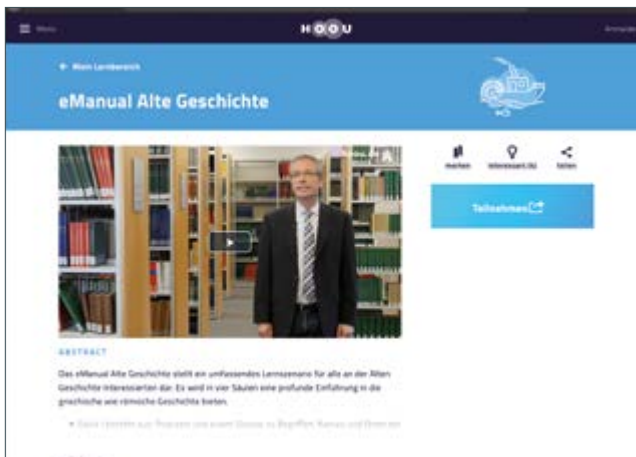 Menu
HOOU
Anmelden
← Mein Lernbereich
eManual Alte Geschichte
merken
interessant (6)
teilen
Teilnehmen
ABSTRACT
Das eManual Alte Geschichte stellt ein umfassendes Lernszenario für alle an der Alten
Geschichte Interessierten dar. Es wird in vier Säulen eine profunde Einführung in die
griechische wie römische Geschichte bieten.